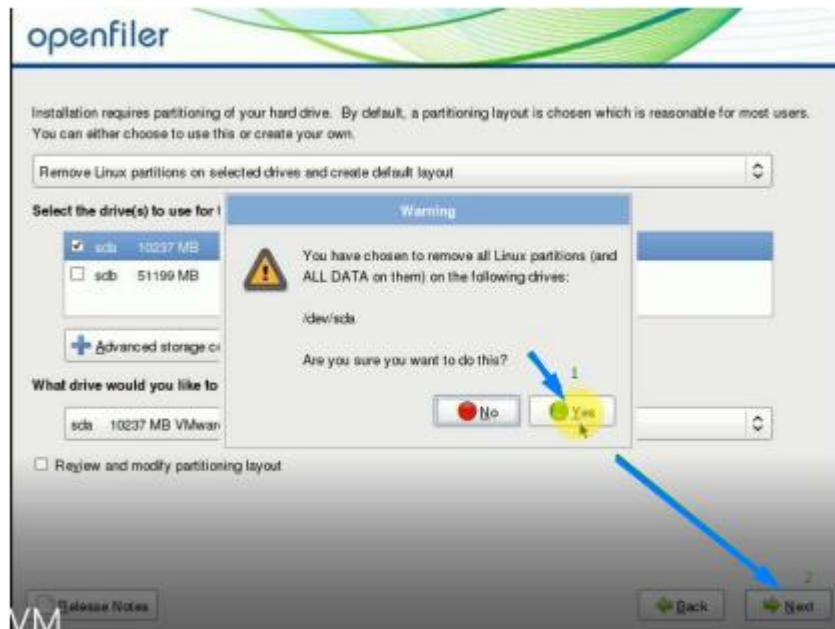 openfiler
Installation requires partitioning of your hard drive. By default, a partitioning layout is chosen which is reasonable for most users.
You can either choose to use this or create your own.
Remove Linux partitions on selected drives and create default layout
Select the drive(s) to use for t
Warning
sda 10237 MB
sdb 51199 MB
You have chosen to remove all Linux partitions (and
ALL DATA on them) on the following drives:
/dev/sda
Advanced storage c
Are you sure you want to do this?
1
What drive would you like to
No
Yes
sda 10237 MB VMwar
Review and modify partitioning layout
2
Release Notes
Back
Next
VM